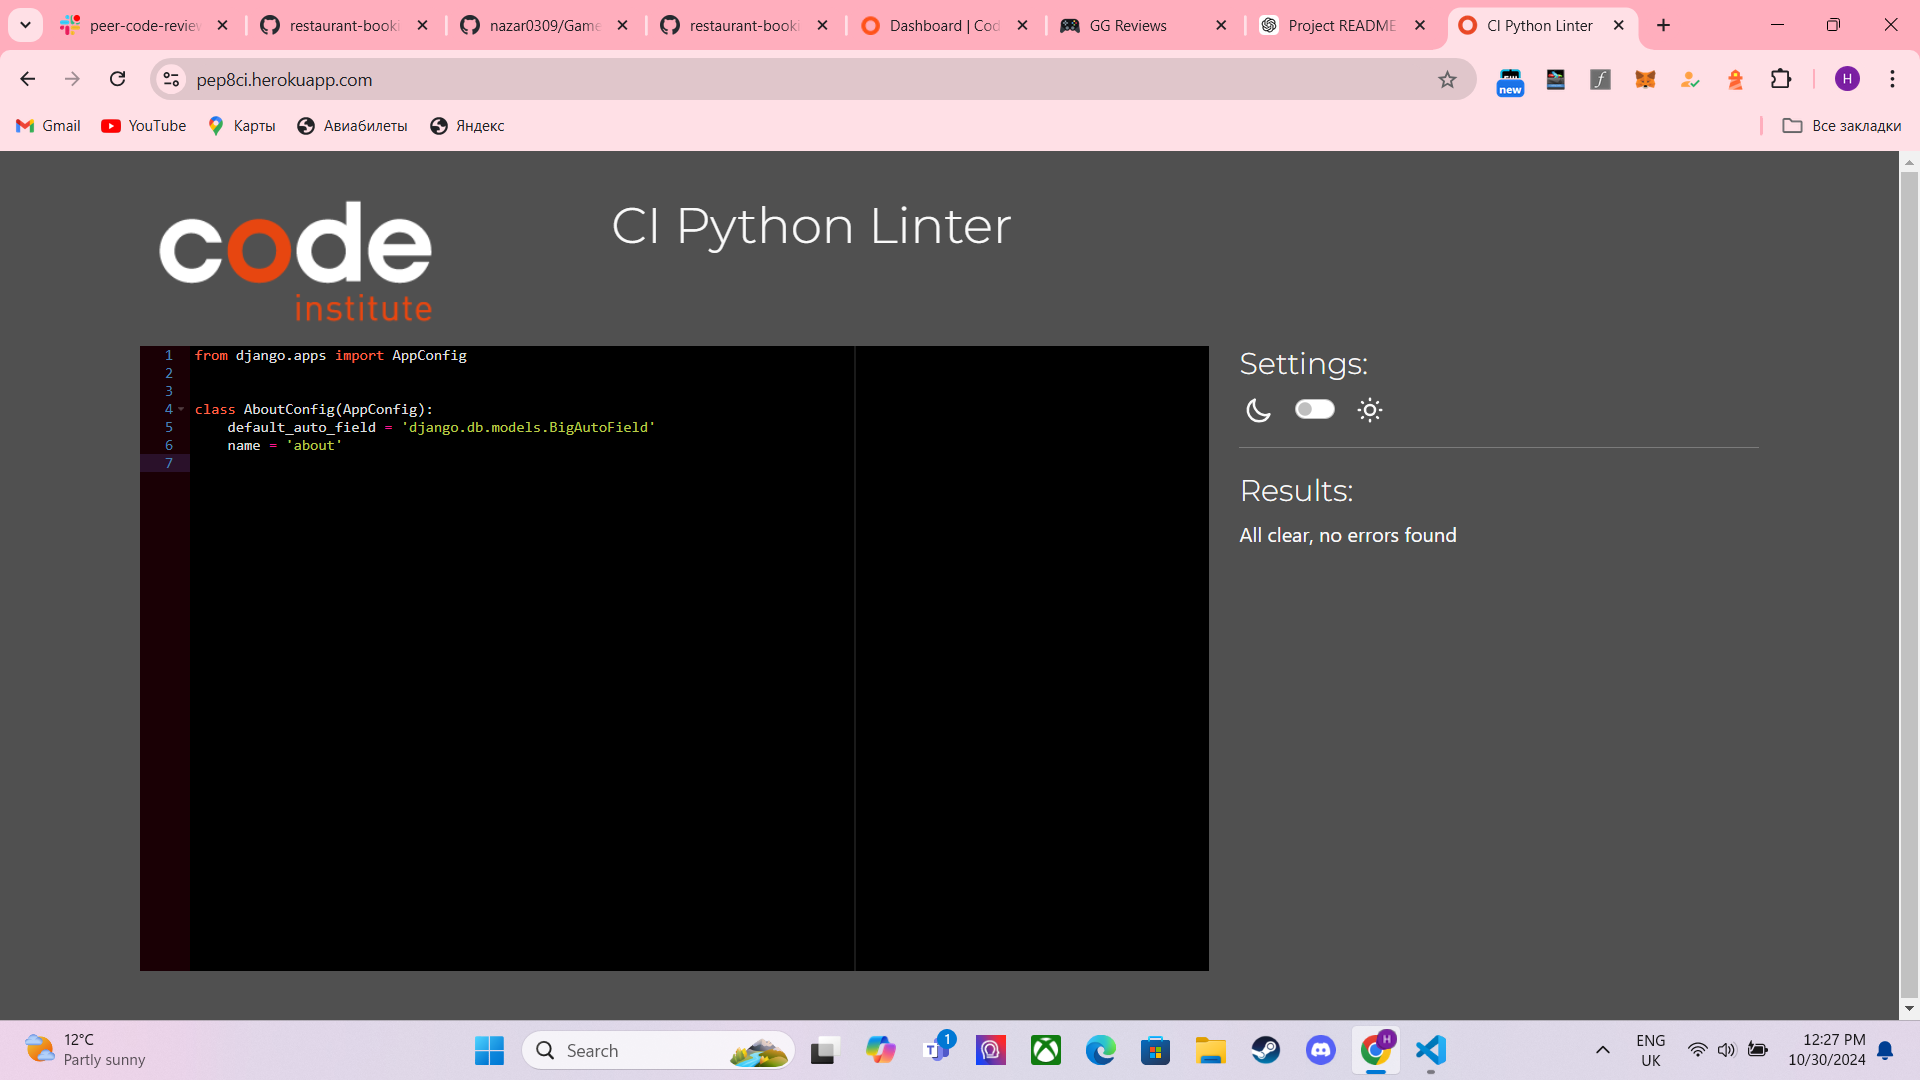 peer-code-review
restaurant-booki
nazar0309/Game
restaurant-booki
Dashboard | Cod
GG Reviews
Project README
CI Python Linter
pep8ci.herokuapp.com
new
H
Gmail
YouTube
Карты
Авиабилеты
Яндекс
Все закладки
code
institute
CI Python Linter
1 from django.apps import AppConfig
2
3
4 class AboutConfig(AppConfig):
5 default_auto_field = 'django.db.models.BigAutoField'
6 name = 'about'
7
Settings:
Results:
All clear, no errors found
12°C
Partly sunny
Search
1
H
ENG
UK
12:27 PM
10/30/2024